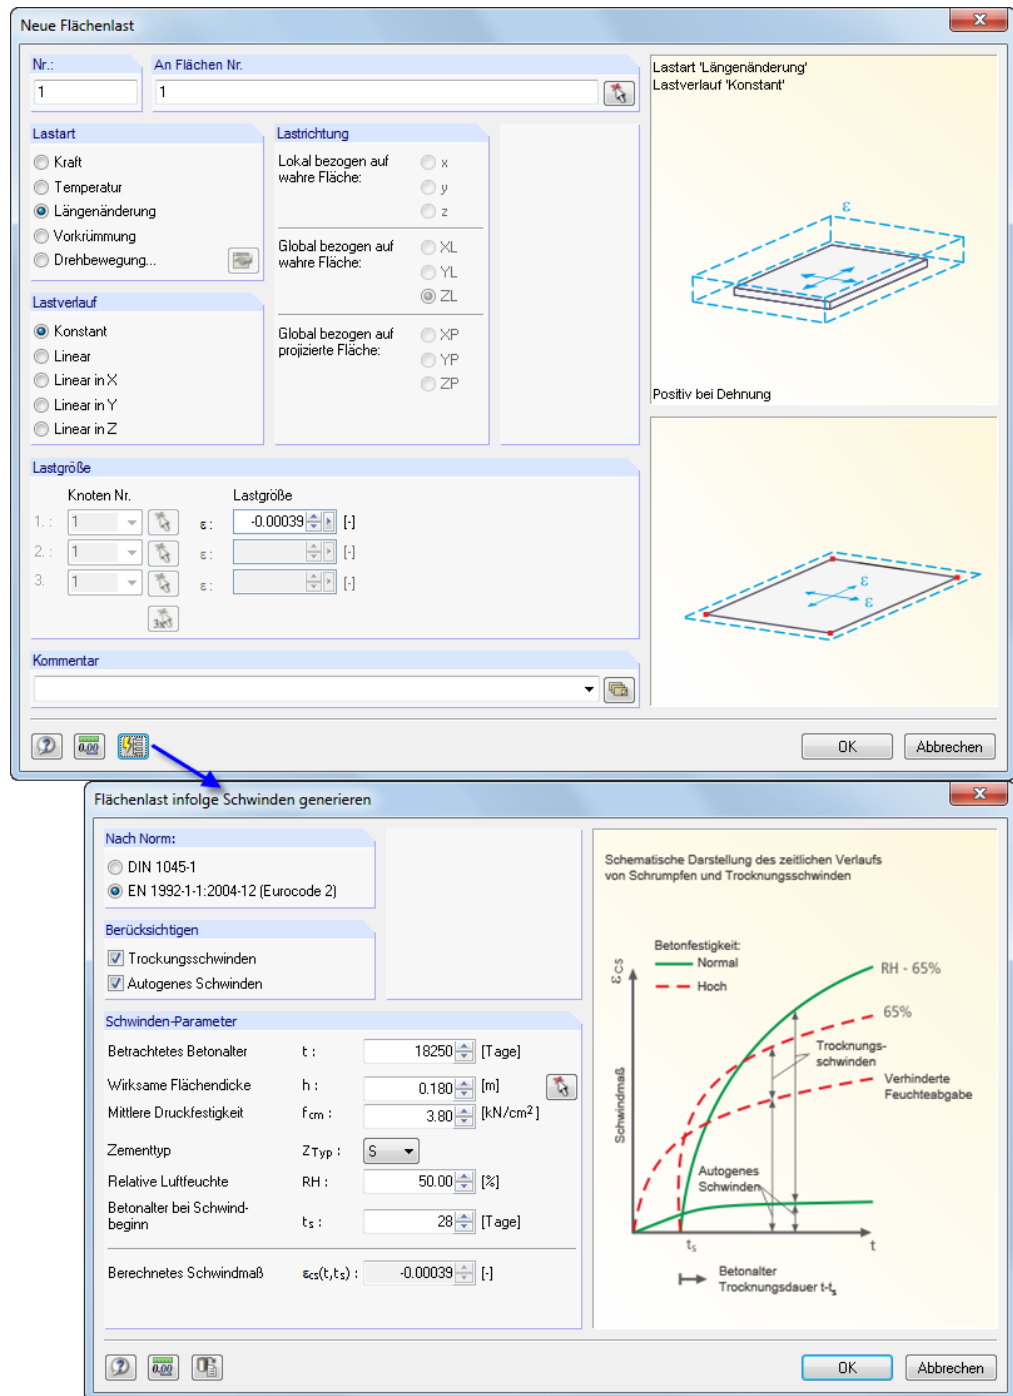 Neue Flächenlast
Nr.:
An Flächen Nr.
1
1
Lastart
Kraft
Temperatur
Längenänderung
Vorkrümmung
Drehbewegung...
Lastrichtung
Lokal bezogen auf
wahre Fläche:
x
y
z
Global bezogen auf
wahre Fläche:
XL
YL
ZL
Global bezogen auf
projizierte Fläche:
XP
YP
ZP
Lastverlauf
Konstant
Linear
Linear in X
Linear in Y
Linear in Z
Lastgröße
Knoten Nr.
Lastgröße
1. : 1 ε : -0.00039 [-]
2. : 1 ε : [-]
3. 1 ε : [-]
3x
Kommentar
Lastart 'Längenänderung'
Lastverlauf 'Konstant'
ε
Positiv bei Dehnung
ε
ε
0.00
OK
Abbrechen
Flächenlast infolge Schwinden generieren
Nach Norm:
DIN 1045-1
EN 1992-1-1:2004-12 (Eurocode 2)
Berücksichtigen
Trockungsschwinden
Autogenes Schwinden
Schwinden-Parameter
Betrachtetes Betonalter t : 18250 [Tage]
Wirksame Flächendicke h : 0.180 [m]
Mittlere Druckfestigkeit fcm : 3.80 [kN/cm²]
Zementtyp ZTyp : S
Relative Luftfeuchte RH : 50.00 [%]
Betonalter bei Schwind-
beginn ts : 28 [Tage]
Berechnetes Schwindmaß εcs(t,ts) : -0.00039 [-]
Schematische Darstellung des zeitlichen Verlaufs
von Schrumpfen und Trocknungsschwinden
Betonfestigkeit:
Normal
Hoch
εcs
Schwindmaß
RH - 65%
65%
Trocknungs-
schwinden
Verhinderte
Feuchteabgabe
Autogenes
Schwinden
ts
t
Betonalter
Trocknungsdauer t-ts
0.00
OK
Abbrechen